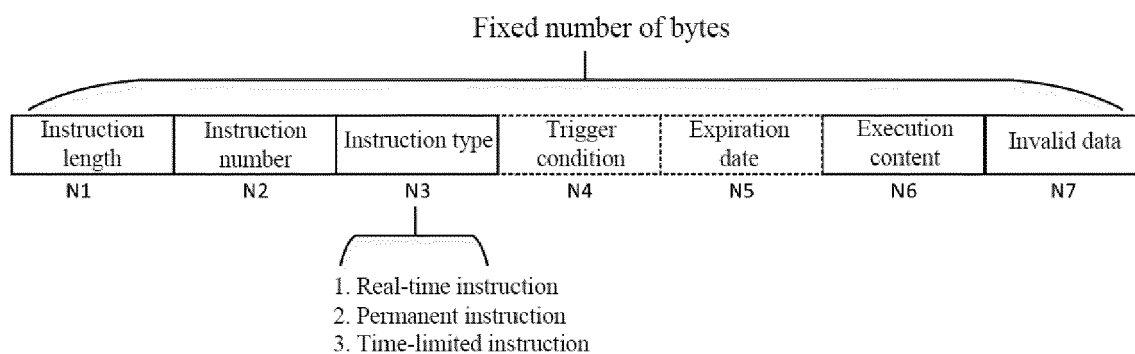 Fixed number of bytes
Instruction length
Instruction number
Instruction type
Trigger condition
Expiration date
Execution content
Invalid data
N1 N2 N3 N4 N5 N6 N7
1. Real-time instruction
2. Permanent instruction
3. Time-limited instruction